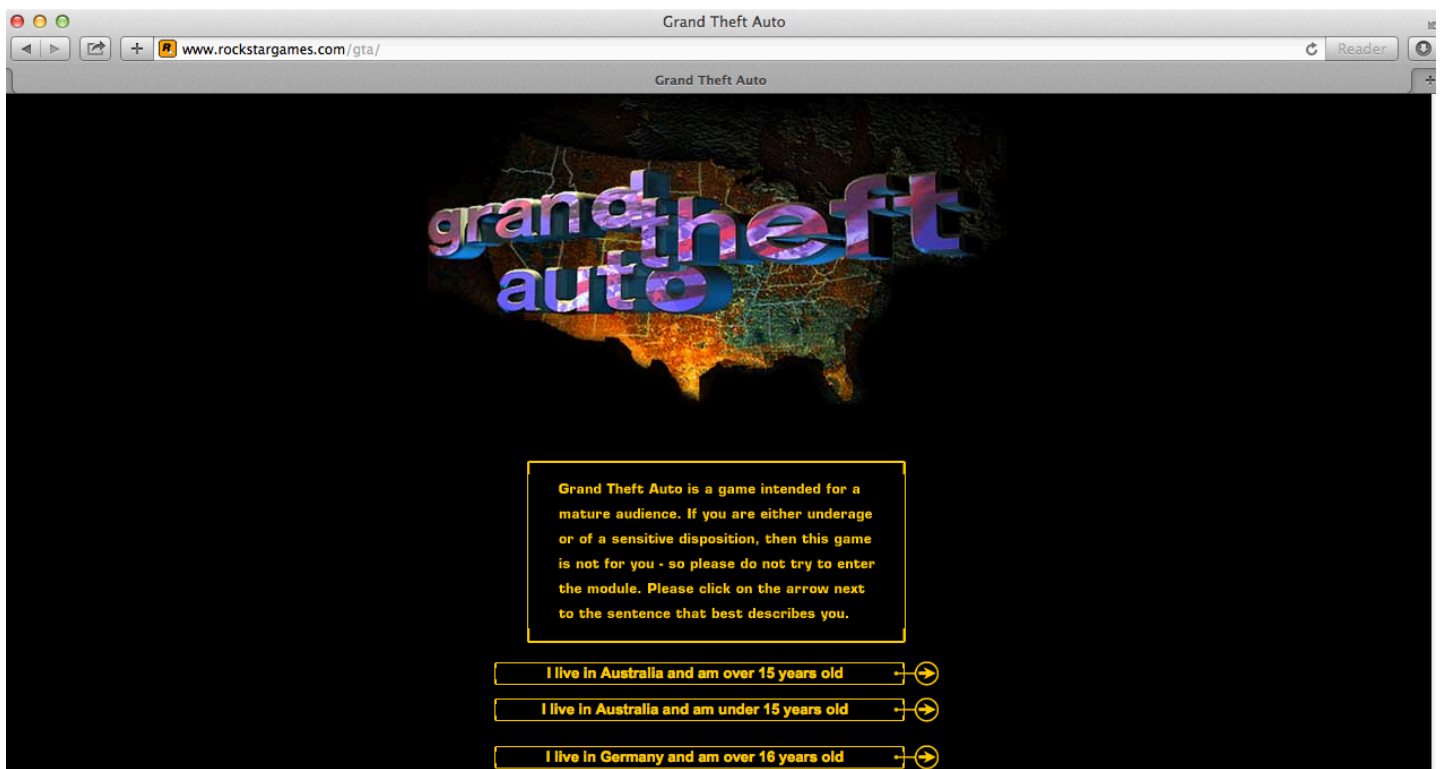 Grand Theft Auto
www.rockstargames.com/gta/
Reader
Grand Theft Auto
grand theft
auto
Grand Theft Auto is a game intended for a
mature audience. If you are either underage
or of a sensitive disposition, then this game
is not for you - so please do not try to enter
the module. Please click on the arrow next
to the sentence that best describes you.
I live in Australia and am over 15 years old
I live in Australia and am under 15 years old
I live in Germany and am over 16 years old